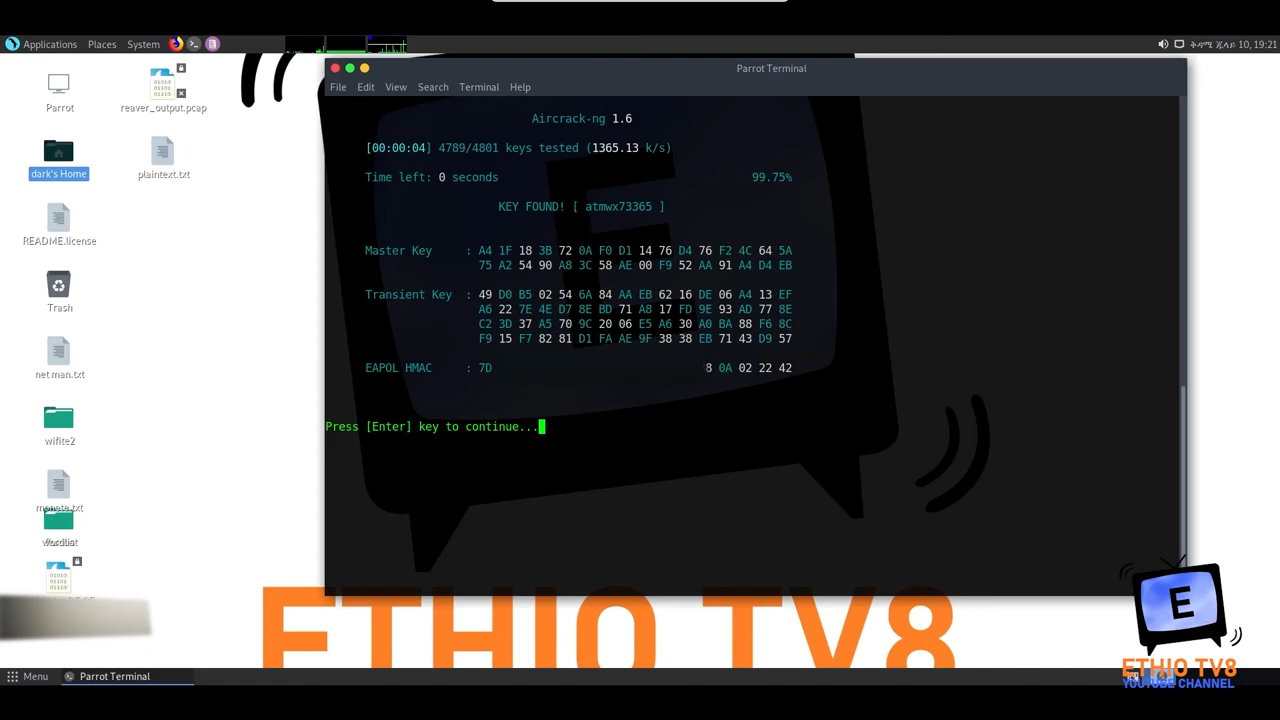 Applications Places System
ቅዳሜ ጁላይ 10, 19:21
Parrot Terminal
File Edit View Search Terminal Help
Parrot
reaver_output.pcap
dark's Home
plaintext.txt
README.license
Trash
net man.txt
wifite2
Aircrack-ng 1.6
[00:00:04] 4789/4801 keys tested (1365.13 k/s)
Time left: 0 seconds 99.75%
KEY FOUND! [ atmwx73365 ]
Master Key : A4 1F 18 3B 72 0A F0 D1 14 76 D4 76 F2 4C 64 5A
75 A2 54 90 A8 3C 58 AE 00 F9 52 AA 91 A4 D4 EB
Transient Key : 49 D0 B5 02 54 6A 84 AA EB 62 16 DE 06 A4 13 EF
A6 22 7E 4E D7 8E BD 71 A8 17 FD 9E 93 AD 77 8E
C2 3D 37 A5 70 9C 20 06 E5 A6 30 A0 BA 88 F6 8C
F9 15 F7 82 81 D1 FA AE 9F 38 38 EB 71 43 D9 57
EAPOL HMAC : 7D 8 0A 02 22 42
Press [Enter] key to continue...
ETHIO TV8
E
ETHIO TV8
YOUTUBE CHANNEL
Menu Parrot Terminal